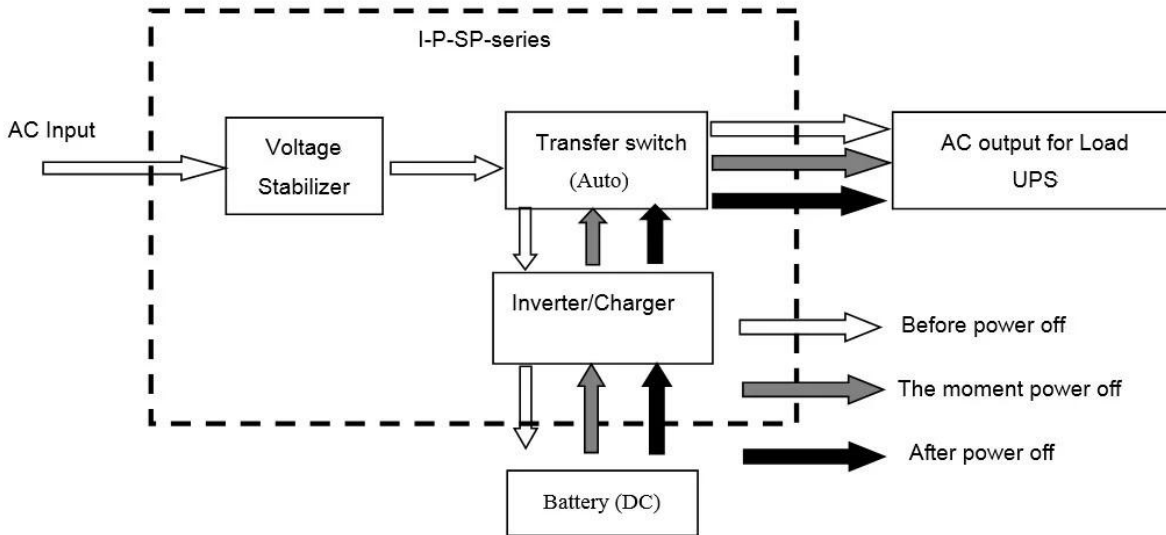 I-P-SP-series
AC Input
Voltage
Stabilizer
Transfer switch
(Auto)
AC output for Load
UPS
Inverter/Charger
Before power off
The moment power off
After power off
Battery (DC)